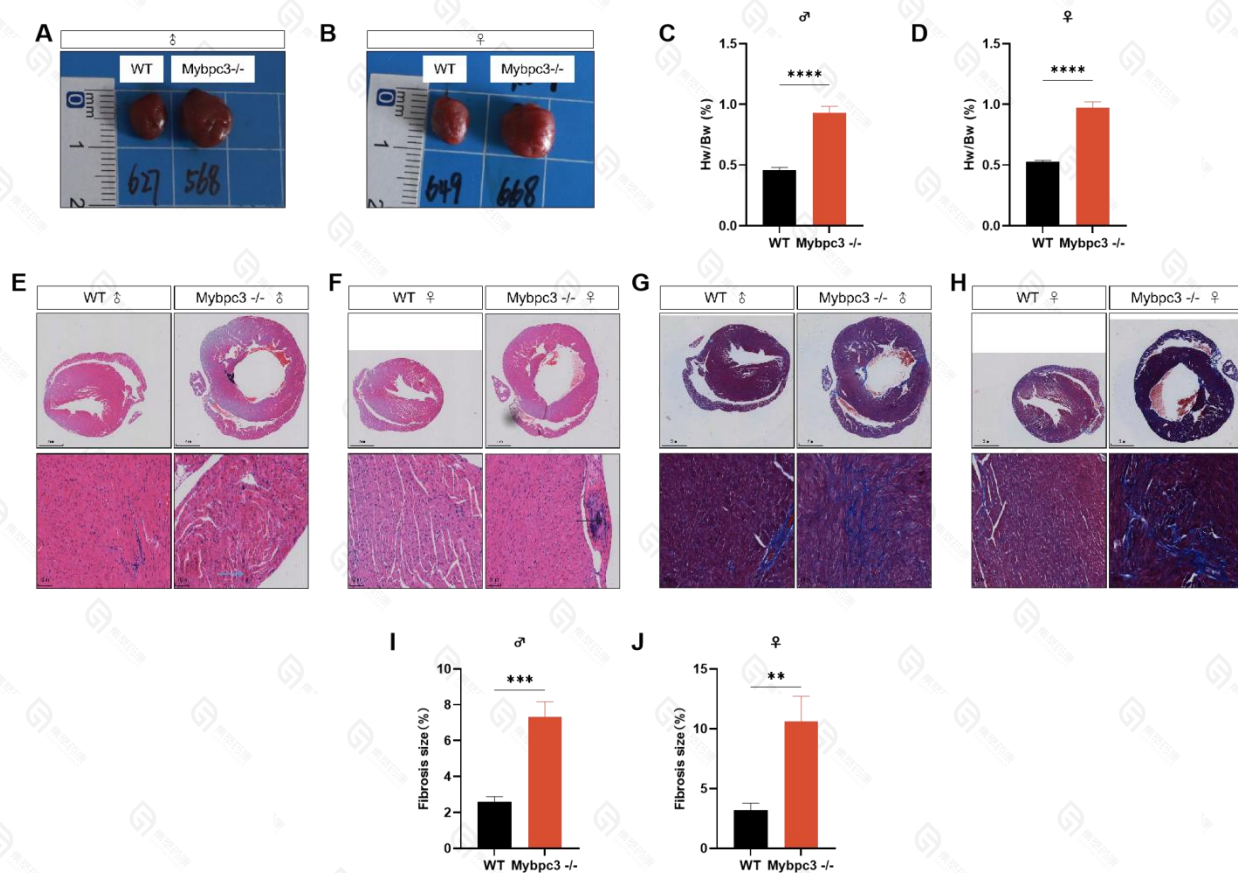 A
♂
WT
Mybpc3-/-
0
mm
1
2
627
568
B
♀
WT
Mybpc3-/-
0
mm
1
2
649
668
C
♂
Hw/Bw (%)
1.5
1.0
0.5
0.0
****
WT Mybpc3 -/-
D
♀
Hw/Bw (%)
1.5
1.0
0.5
0.0
****
WT Mybpc3 -/-
E
WT ♂
Mybpc3 -/- ♂
F
WT ♀
Mybpc3 -/- ♀
G
WT ♂
Mybpc3 -/- ♂
H
WT ♀
Mybpc3 -/- ♀
I
♂
Fibrosis size(%)
10
8
6
4
2
0
***
WT Mybpc3 -/-
J
♀
Fibrosis size(%)
15
10
5
0
**
WT Mybpc3 -/-